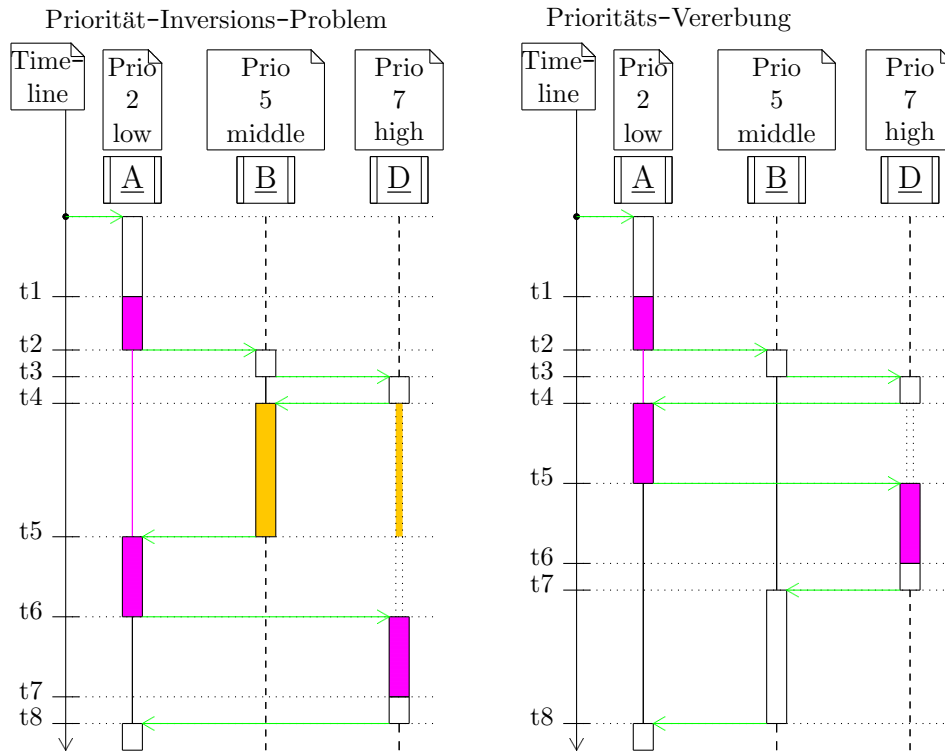 Priorität-Inversions-Problem
Time-
line
Prio
2
low
Prio
5
middle
Prio
7
high
A
B
D
t1
t2
t3
t4
t5
t6
t7
t8
Prioritäts-Vererbung
Time-
line
Prio
2
low
Prio
5
middle
Prio
7
high
A
B
D
t1
t2
t3
t4
t5
t6
t7
t8